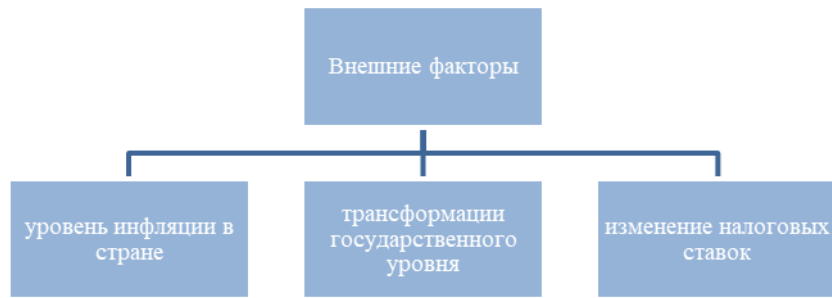 Внешние факторы
уровень инфляции в
стране
трансформации
государственного
уровня
изменение налоговых
ставок